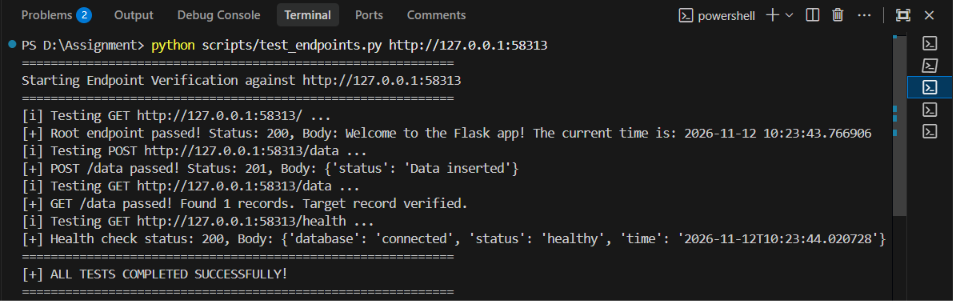 Problems 2 Output Debug Console Terminal Ports Comments powershell
PS D:\Assignment> python scripts/test_endpoints.py http://127.0.0.1:58313
============================================================
Starting Endpoint Verification against http://127.0.0.1:58313
============================================================
[i] Testing GET http://127.0.0.1:58313/ ...
[+] Root endpoint passed! Status: 200, Body: Welcome to the Flask app! The current time is: 2026-11-12 10:23:43.766906
[i] Testing POST http://127.0.0.1:58313/data ...
[+] POST /data passed! Status: 201, Body: {'status': 'Data inserted'}
[i] Testing GET http://127.0.0.1:58313/data ...
[+] GET /data passed! Found 1 records. Target record verified.
[i] Testing GET http://127.0.0.1:58313/health ...
[+] Health check status: 200, Body: {'database': 'connected', 'status': 'healthy', 'time': '2026-11-12T10:23:44.020728'}
============================================================
[+] ALL TESTS COMPLETED SUCCESSFULLY!
============================================================